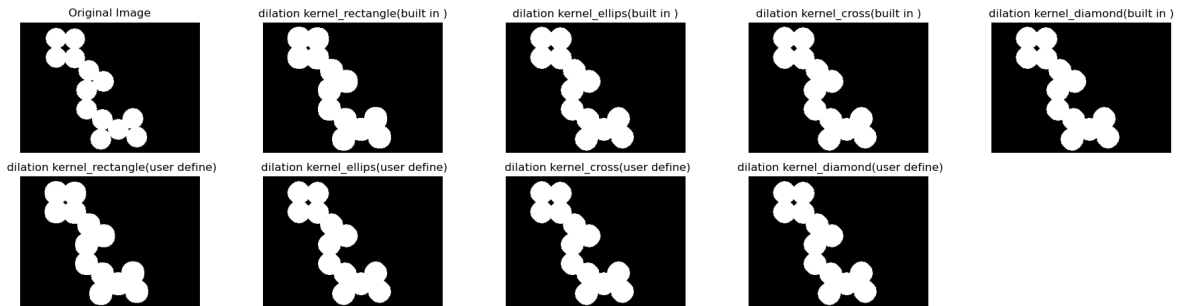 Original Image
dilation kernel_rectangle(built in )
dilation kernel_ellips(built in )
dilation kernel_cross(built in )
dilation kernel_diamond(built in )
dilation kernel_rectangle(user define)
dilation kernel_ellips(user define)
dilation kernel_cross(user define)
dilation kernel_diamond(user define)